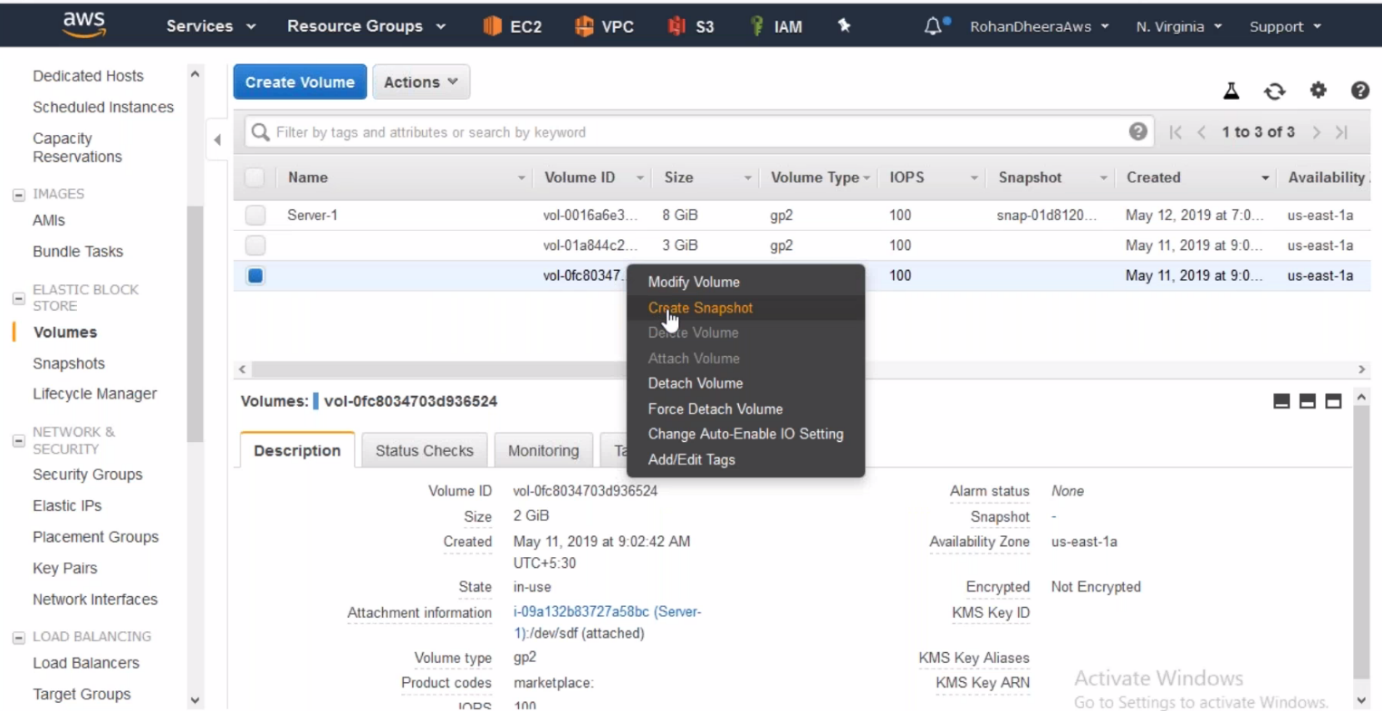 aws Services Resource Groups EC2 VPC S3 IAM RohanDheeraAws N. Virginia Support
Dedicated Hosts
Scheduled Instances
Capacity
Reservations
IMAGES
AMIs
Bundle Tasks
ELASTIC BLOCK
STORE
Volumes
Snapshots
Lifecycle Manager
NETWORK &
SECURITY
Security Groups
Elastic IPs
Placement Groups
Key Pairs
Network Interfaces
LOAD BALANCING
Load Balancers
Target Groups
Create Volume Actions
Filter by tags and attributes or search by keyword 1 to 3 of 3
Name Volume ID Size Volume Type IOPS Snapshot Created Availability
Server-1 vol-0016a6e3... 8 GiB gp2 100 snap-01d8120... May 12, 2019 at 7:0... us-east-1a
vol-01a844c2... 3 GiB gp2 100 May 11, 2019 at 9:0... us-east-1a
vol-0fc80347 100 May 11, 2019 at 9:0... us-east-1a
Modify Volume
Create Snapshot
Delete Volume
Attach Volume
Detach Volume
Force Detach Volume
Change Auto-Enable IO Setting
Add/Edit Tags
Volumes: vol-0fc8034703d936524
Description Status Checks Monitoring Ta
Volume ID vol-0fc8034703d936524 Alarm status None
Size 2 GiB Snapshot -
Created May 11, 2019 at 9:02:42 AM Availability Zone us-east-1a
UTC+5:30
State in-use Encrypted Not Encrypted
Attachment information i-09a132b83727a58bc (Server- KMS Key ID
1):/dev/sdf (attached)
Volume type gp2 KMS Key Aliases
Product codes marketplace: KMS Key ARN
IOPS 100
Activate Windows
Go to Settings to activate Windows.